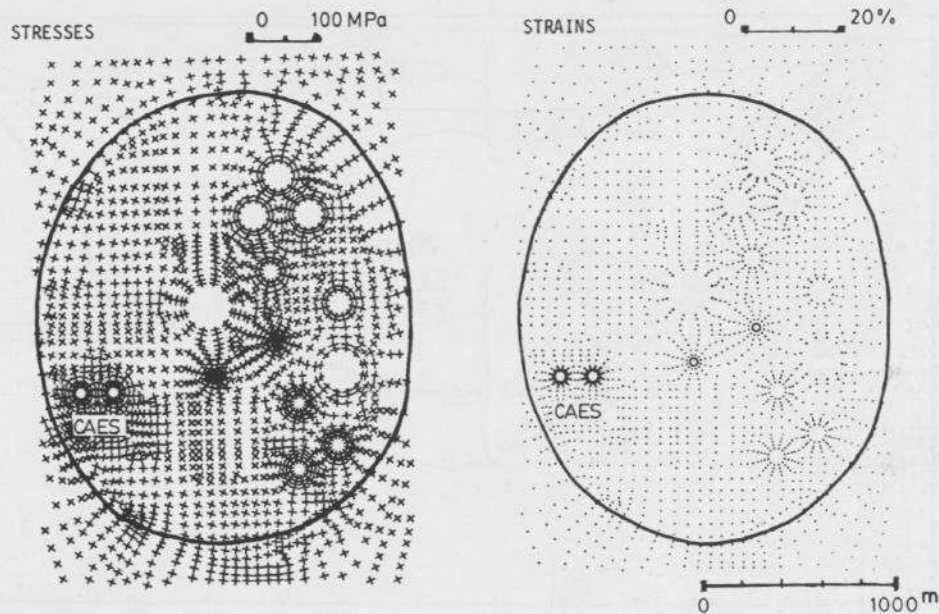 STRESSES
0 100 MPa
STRAINS
0 20%
CAES
CAES
0 1000 m